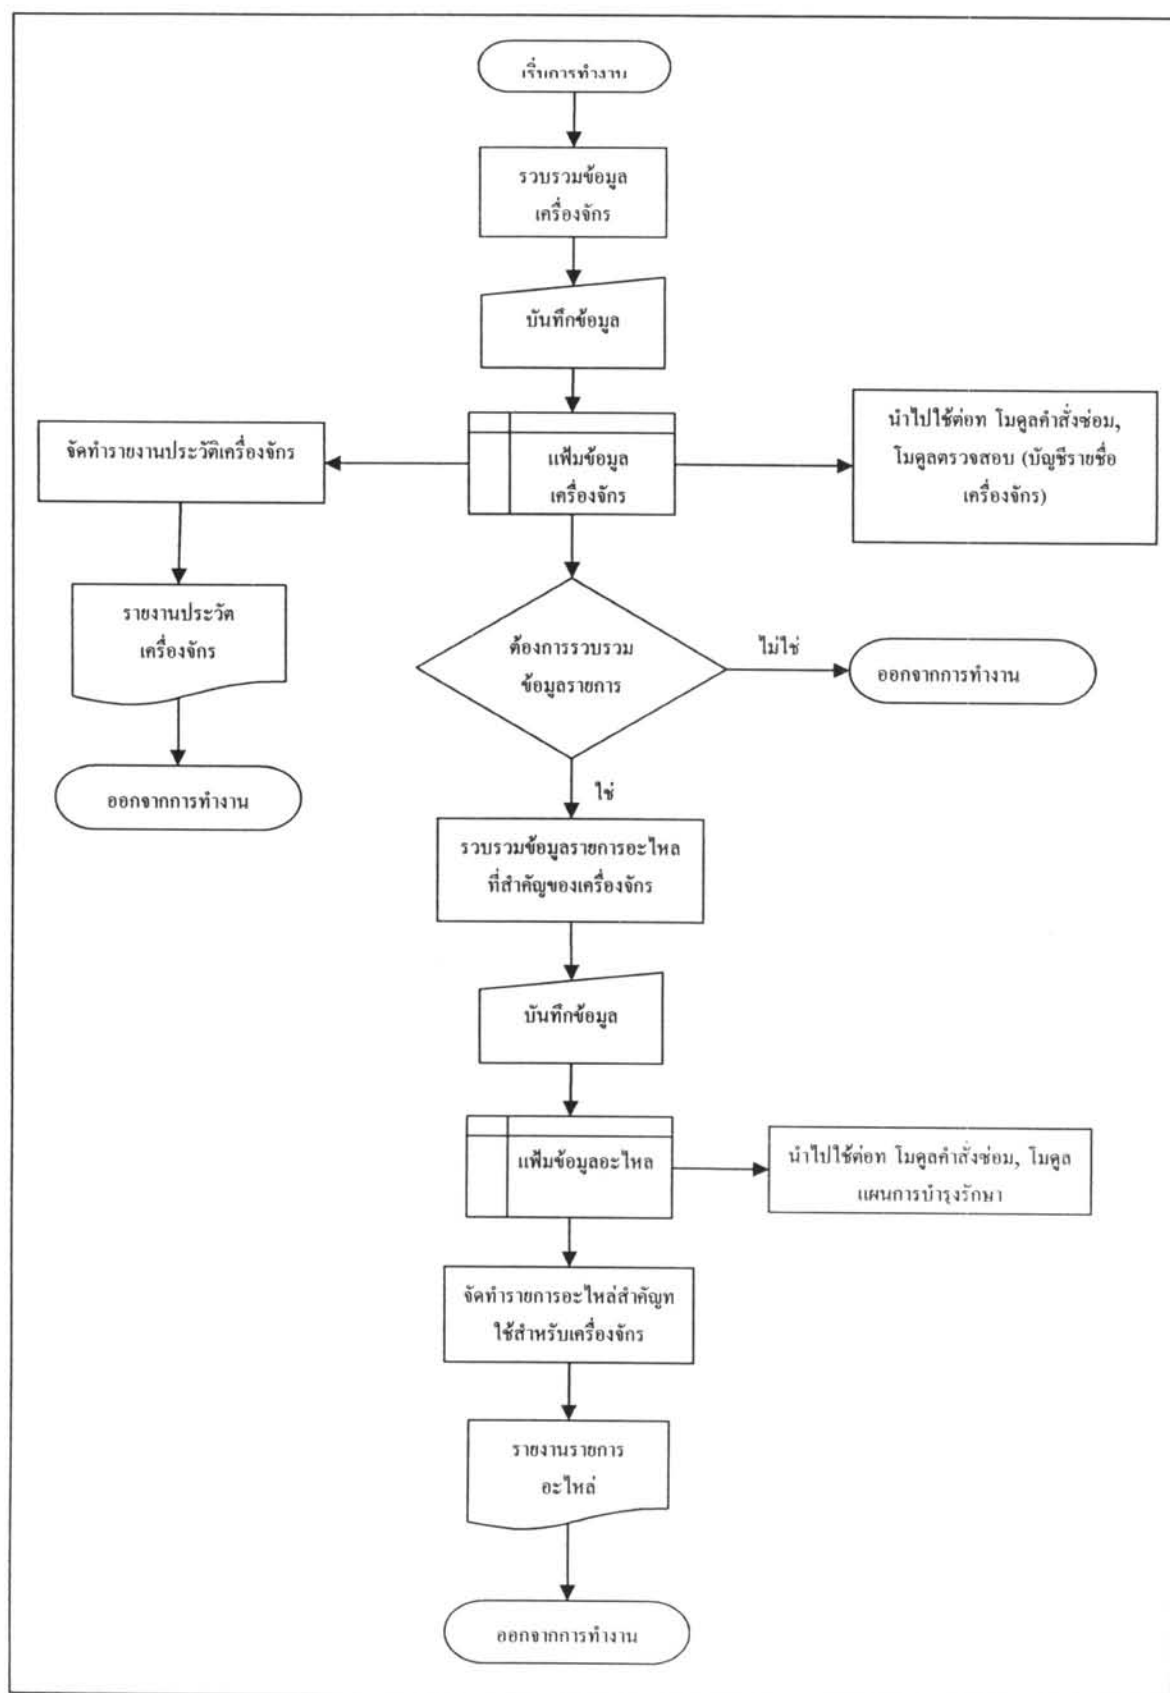 เริ่มการทำงาน
รวบรวมข้อมูล
เครื่องจักร
บันทึกข้อมูล
จัดทำรายงานประวัติเครื่องจักร
แฟ้มข้อมูล
เครื่องจักร
นำไปใช้ต่อท โมดูลคำสั่งซ่อม,
โมดูลตรวจสอบ (บัญชีรายชื่อ
เครื่องจักร)
รายงานประวัต
เครื่องจักร
ออกจากการทำงาน
ต้องการรวบรวม
ข้อมูลรายการ
ไม่ใช่
ออกจากการทำงาน
ใช่
รวบรวมข้อมูลรายการอะไหล
ที่สำคัญของเครื่องจักร
บันทึกข้อมูล
แฟ้มข้อมูลอะไหล
นำไปใช้ต่อท โมดูลคำสั่งซ่อม, โมดูล
แผนการบำรุงรักษา
จัดทำรายการอะไหล่สำคัญท
ใช้สำหรับเครื่องจักร
รายงานรายการ
อะไหล่
ออกจากการทำงาน